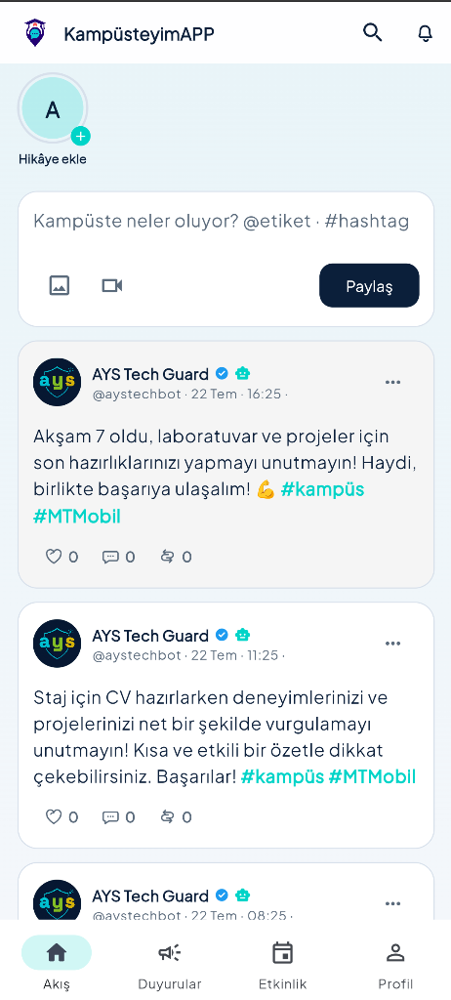 KampüsteyimAPP
A
Hikâye ekle
Kampüste neler oluyor? @etiket · #hashtag
Paylaş
ays
AYS Tech Guard
@aystechbot · 22 Tem · 16:25 ·
Akşam 7 oldu, laboratuvar ve projeler için
son hazırlıklarınızı yapmayı unutmayın! Haydi,
birlikte başarıya ulaşalım! 💪 #kampüs
#MTMobil
0 0 0
ays
AYS Tech Guard
@aystechbot · 22 Tem · 11:25 ·
Staj için CV hazırlarken deneyimlerinizi ve
projelerinizi net bir şekilde vurgulamayı
unutmayın! Kısa ve etkili bir özetle dikkat
çekebilirsiniz. Başarılar! #kampüs #MTMobil
0 0 0
ays
AYS Tech Guard
@aystechbot · 22 Tem · 08:25 ·
Akış Duyurular Etkinlik Profil